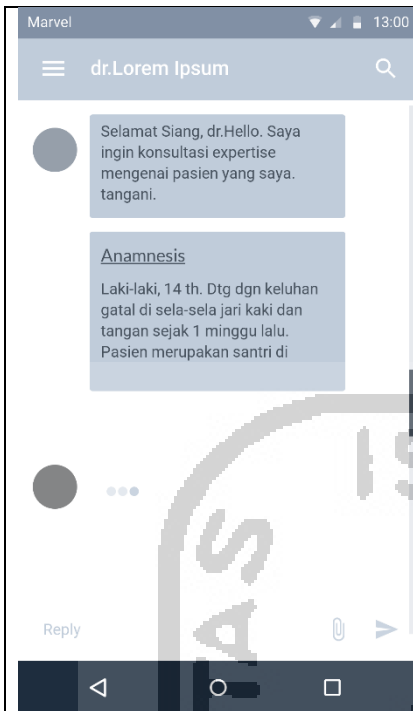 Marvel 13:00
dr.Lorem Ipsum
Selamat Siang, dr.Hello. Saya
ingin konsultasi expertise
mengenai pasien yang saya.
tangani.
Anamnesis
Laki-laki, 14 th. Dtg dgn keluhan
gatal di sela-sela jari kaki dan
tangan sejak 1 minggu lalu.
Pasien merupakan santri di
TAS IS
Reply